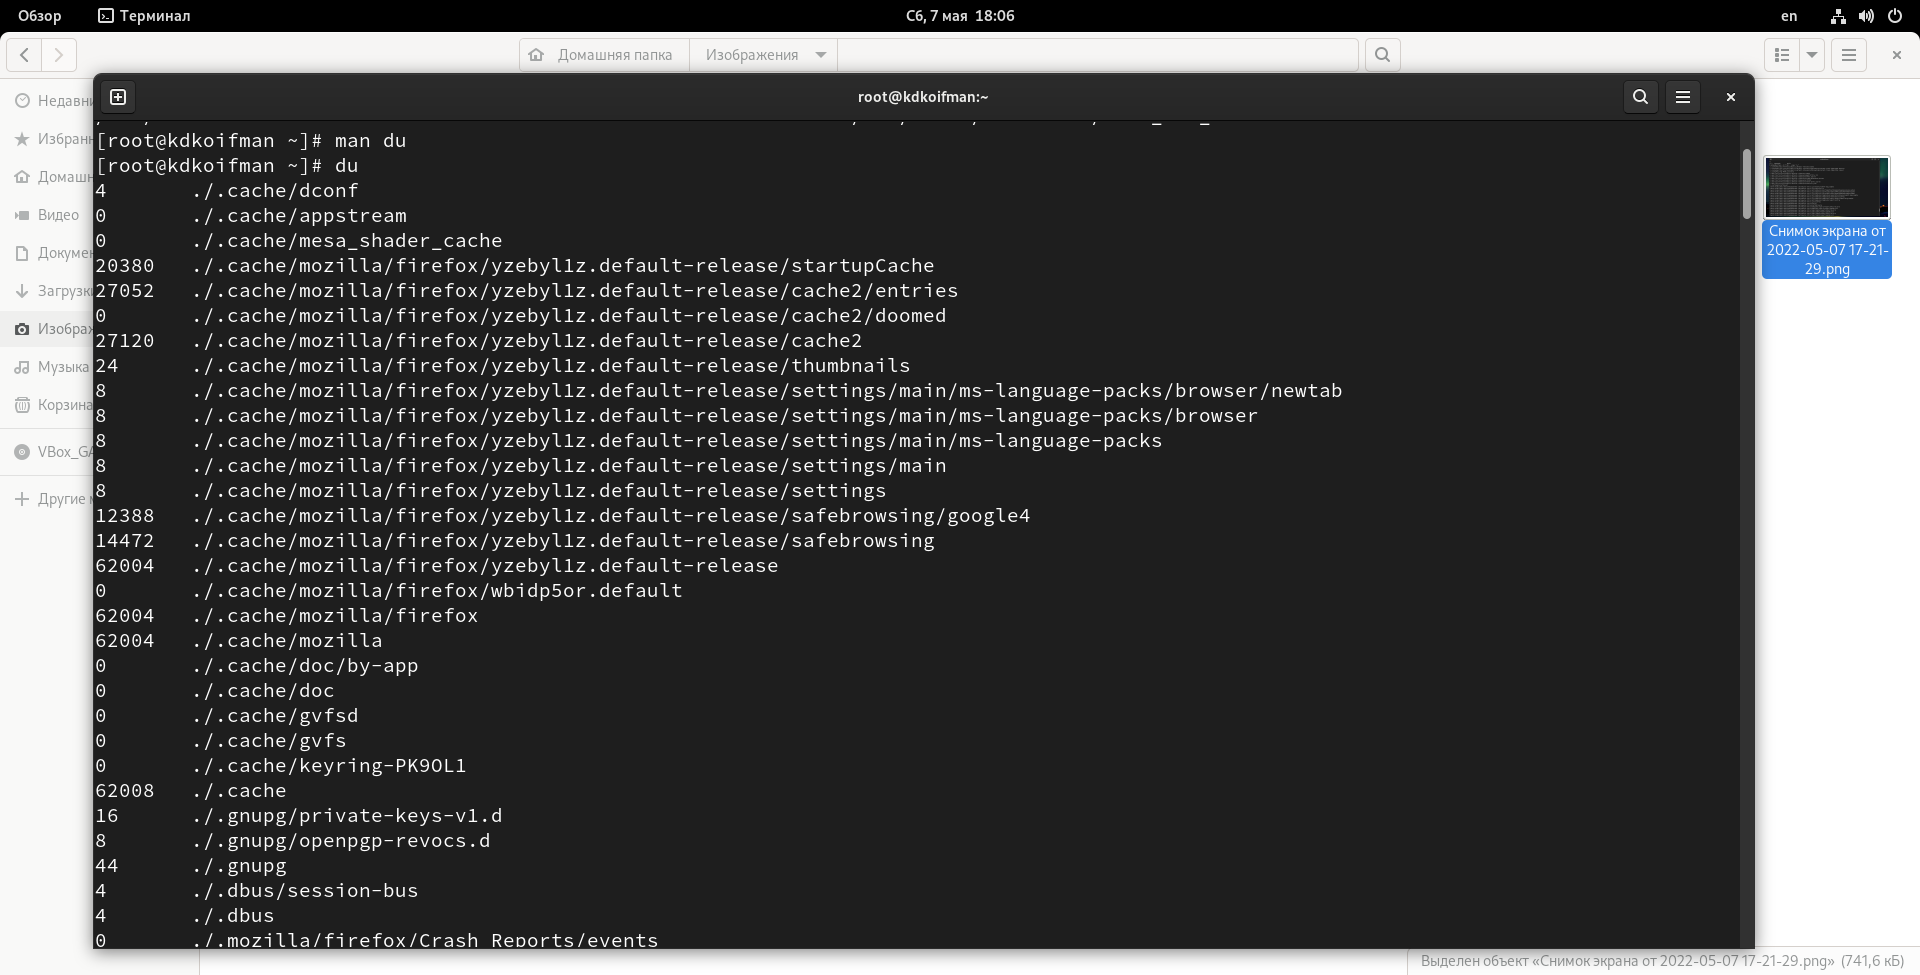 Обзор
Терминал
Сб, 7 мая 18:06
en
Домашняя папка
Изображения
root@kdkoifman:~
[root@kdkoifman ~]# man du
[root@kdkoifman ~]# du
4 ./.cache/dconf
0 ./.cache/appstream
0 ./.cache/mesa_shader_cache
20380 ./.cache/mozilla/firefox/yzebyl1z.default-release/startupCache
27052 ./.cache/mozilla/firefox/yzebyl1z.default-release/cache2/entries
0 ./.cache/mozilla/firefox/yzebyl1z.default-release/cache2/doomed
27120 ./.cache/mozilla/firefox/yzebyl1z.default-release/cache2
24 ./.cache/mozilla/firefox/yzebyl1z.default-release/thumbnails
8 ./.cache/mozilla/firefox/yzebyl1z.default-release/settings/main/ms-language-packs/browser/newtab
8 ./.cache/mozilla/firefox/yzebyl1z.default-release/settings/main/ms-language-packs/browser
8 ./.cache/mozilla/firefox/yzebyl1z.default-release/settings/main/ms-language-packs
8 ./.cache/mozilla/firefox/yzebyl1z.default-release/settings/main
8 ./.cache/mozilla/firefox/yzebyl1z.default-release/settings
12388 ./.cache/mozilla/firefox/yzebyl1z.default-release/safebrowsing/google4
14472 ./.cache/mozilla/firefox/yzebyl1z.default-release/safebrowsing
62004 ./.cache/mozilla/firefox/yzebyl1z.default-release
0 ./.cache/mozilla/firefox/wbidp5or.default
62004 ./.cache/mozilla/firefox
62004 ./.cache/mozilla
0 ./.cache/doc/by-app
0 ./.cache/doc
0 ./.cache/gvfsd
0 ./.cache/gvfs
0 ./.cache/keyring-PK9OL1
62008 ./.cache
16 ./.gnupg/private-keys-v1.d
8 ./.gnupg/openpgp-revocs.d
44 ./.gnupg
4 ./.dbus/session-bus
4 ./.dbus
0 ./.mozilla/firefox/Crash Reports/events
Недавн
Избранн
Домашн
Видео
Докумен
Загрузк
Изображ
Музыка
Корзина
VBox_GA
Другие м
Снимок экрана от
2022-05-07 17-21-
29.png
Выделен объект «Снимок экрана от 2022-05-07 17-21-29.png» (741,6 кБ)